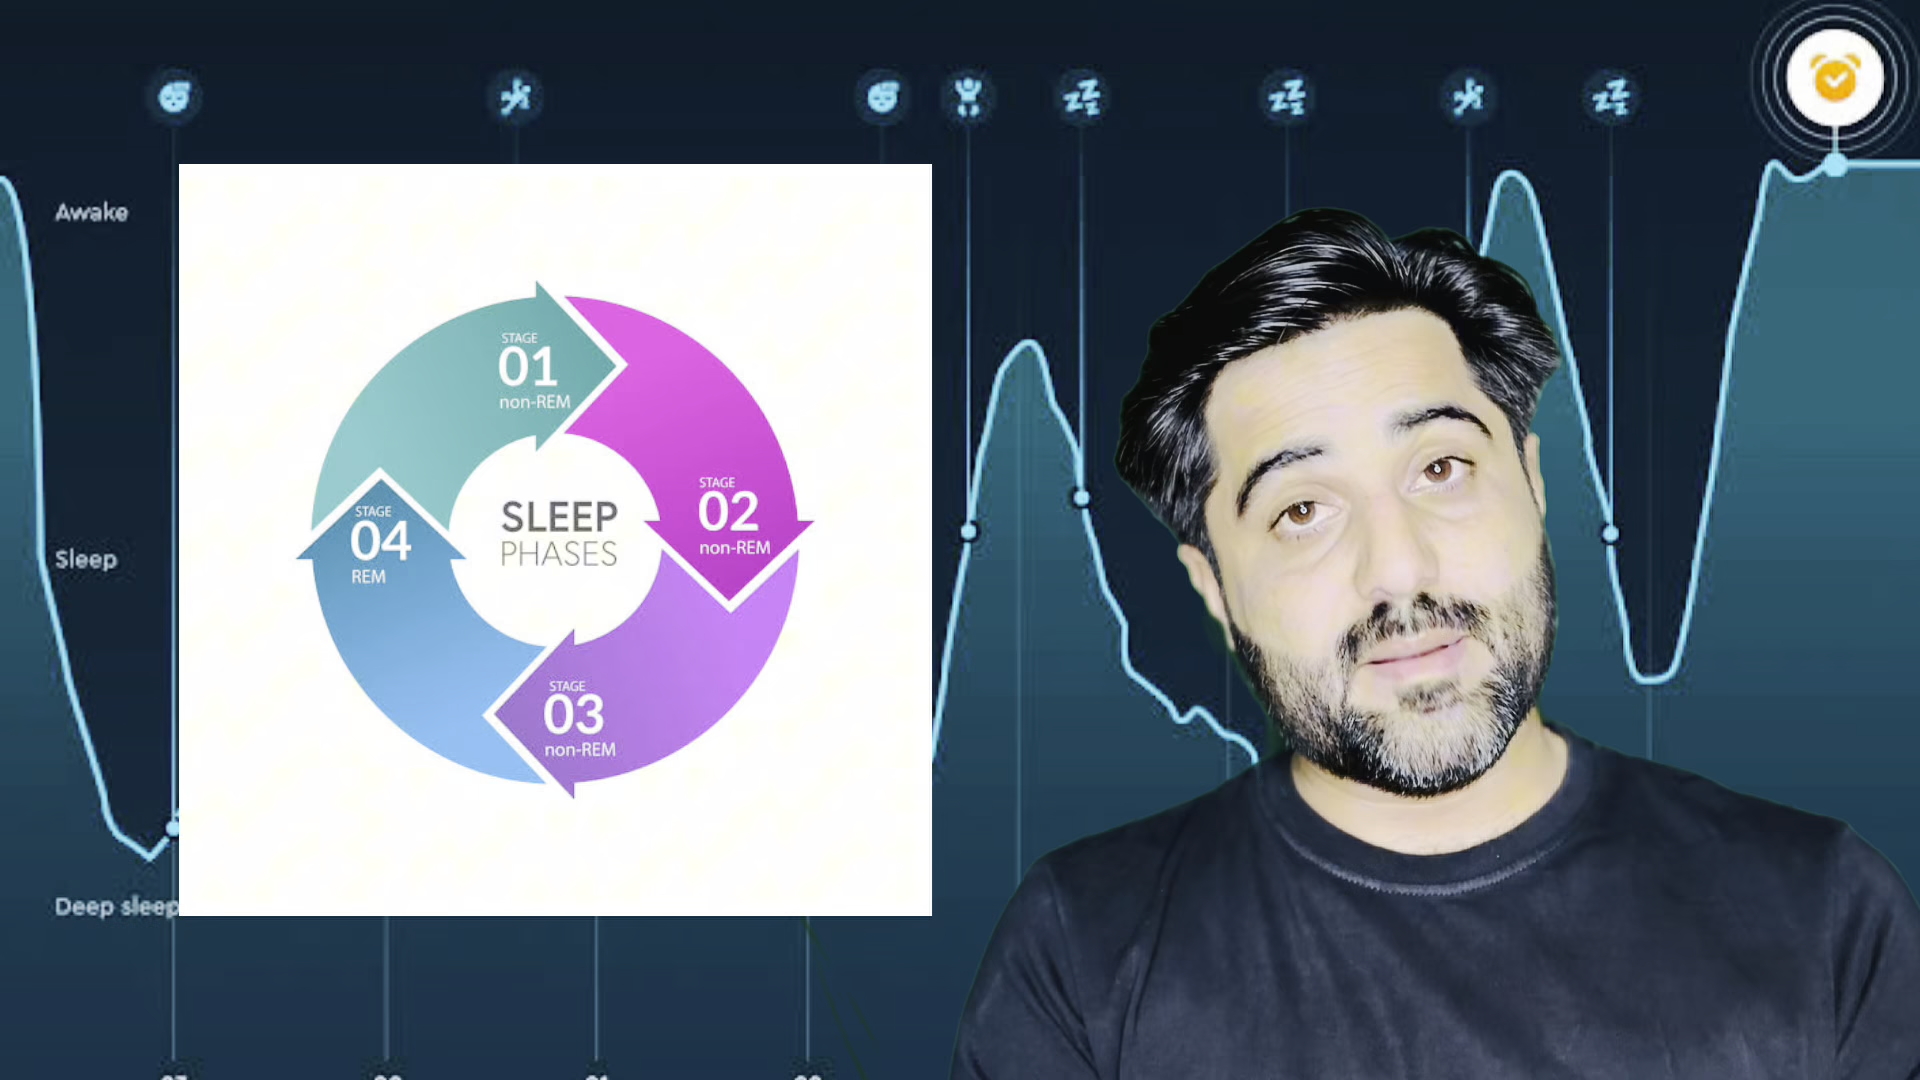 Awake
Sleep
Deep sleep
STAGE
01
non-REM
STAGE
02
non-REM
STAGE
03
non-REM
STAGE
04
REM
SLEEP
PHASES